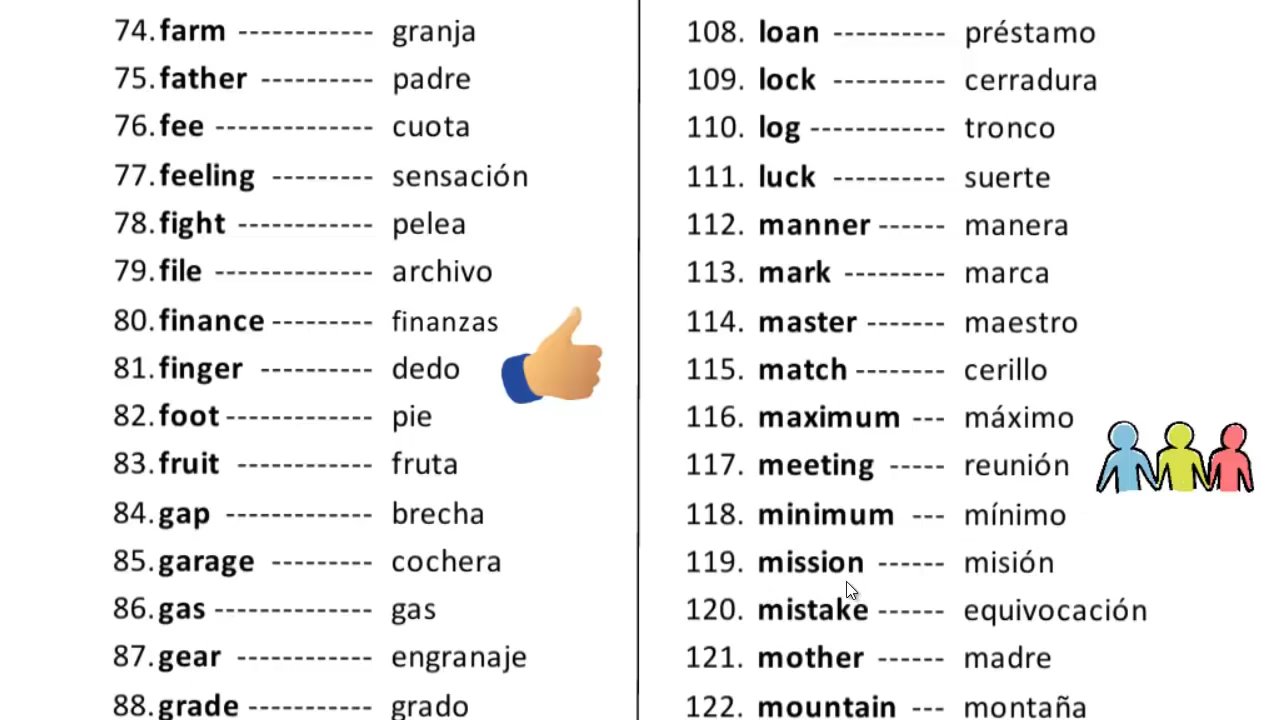 74. farm ------------ granja
75. father ---------- padre
76. fee -------------- cuota
77. feeling --------- sensación
78. fight ------------ pelea
79. file -------------- archivo
80. finance --------- finanzas
81. finger ---------- dedo
82. foot ------------- pie
83. fruit -------------- fruta
84. gap ------------- brecha
85. garage ---------- cochera
86. gas -------------- gas
87. gear ------------ engranaje
88. grade ----------- grado
108. loan ---------- préstamo
109. lock ---------- cerradura
110. log ------------ tronco
111. luck ---------- suerte
112. manner ------ manera
113. mark --------- marca
114. master ------- maestro
115. match -------- cerillo
116. maximum --- máximo
117. meeting ----- reunión
118. minimum --- mínimo
119. mission ------ misión
120. mistake ------ equivocación
121. mother ------ madre
122. mountain --- montaña